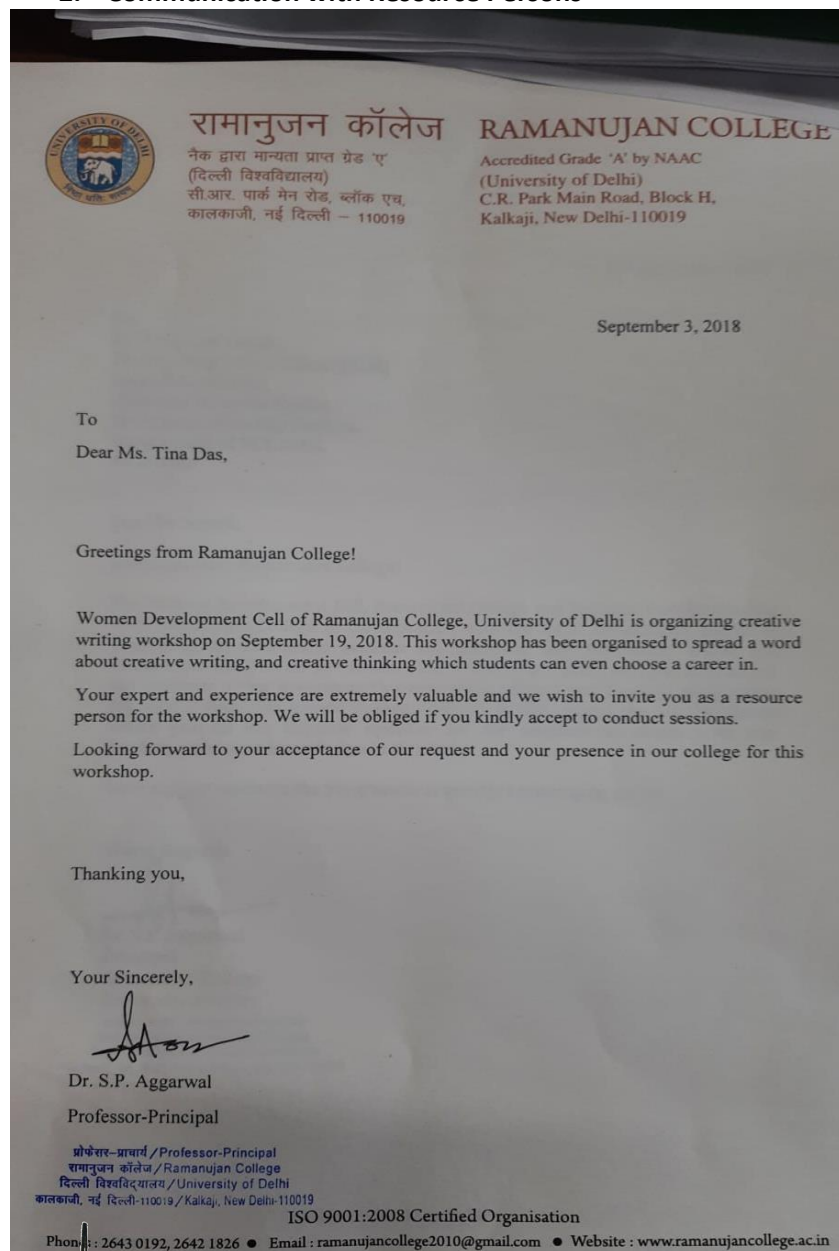 2. Communication with Resource Persons
UNIVERSITY OF DELHI
रामानुजन कॉलेज
नैक द्वारा मान्यता प्राप्त ग्रेड 'ए'
(दिल्ली विश्वविद्यालय)
सी.आर. पार्क मेन रोड, ब्लॉक एच,
कालकाजी, नई दिल्ली – 110019
RAMANUJAN COLLEGE
Accredited Grade 'A' by NAAC
(University of Delhi)
C.R. Park Main Road, Block H,
Kalkaji, New Delhi-110019
September 3, 2018
To
Dear Ms. Tina Das,
Greetings from Ramanujan College!
Women Development Cell of Ramanujan College, University of Delhi is organizing creative
writing workshop on September 19, 2018. This workshop has been organised to spread a word
about creative writing, and creative thinking which students can even choose a career in.
Your expert and experience are extremely valuable and we wish to invite you as a resource
person for the workshop. We will be obliged if you kindly accept to conduct sessions.
Looking forward to your acceptance of our request and your presence in our college for this
workshop.
Thanking you,
Your Sincerely,
Dr. S.P. Aggarwal
Professor-Principal
प्रोफेसर–प्राचार्य/Professor-Principal
रामानुजन कॉलेज/Ramanujan College
दिल्ली विश्वविद्यालय/University of Delhi
कालकाजी, नई दिल्ली-110019/Kalkaji, New Delhi-110019
ISO 9001:2008 Certified Organisation
Phone : 2643 0192, 2642 1826 ● Email : ramanujancollege2010@gmail.com ● Website : www.ramanujancollege.ac.in